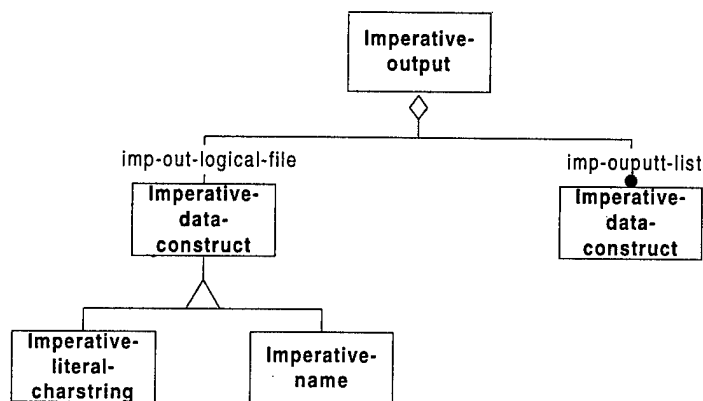 Imperative-
output
imp-out-logical-file
imp-ouputt-list
Imperative-
data-
construct
Imperative-
data-
construct
Imperative-
literal-
charstring
Imperative-
name